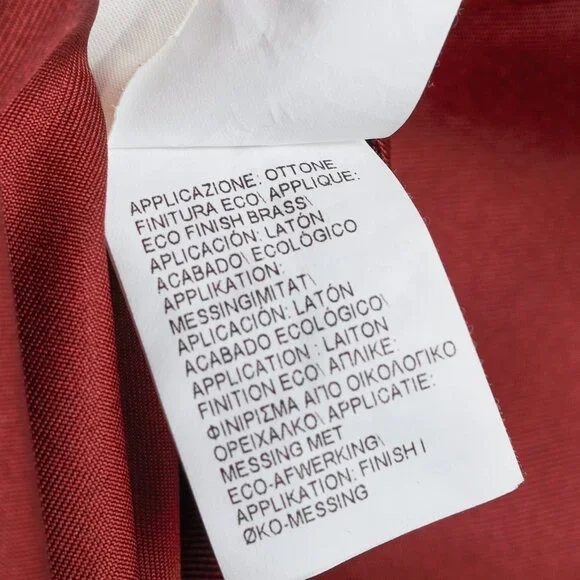 APPLICAZIONE: OTTONE
FINITURA ECO\ APPLIQUE:
ECO FINISH BRASS\
APLICACIÓN: LATÓN
ACABADO\ ECOLÓGICO
APPLIKATION:
MESSINGIMITAT\
APLICACIÓN: LATÓN
ACABADO ECOLÓGICO\
APPLICATION : LAITON
FINITION ECO\ ΑΠΛΙΚΕ:
ΦΙΝΙΡΙΣΜΑ ΑΠΟ ΟΙΚΟΛΟΓΙΚΟ
ΟΡΕΙΧΑΛΚΟ\ APPLICATIE:
MESSING MET
ECO-AFWERKING\
APPLIKATION: FINISH I
ØKO-MESSING